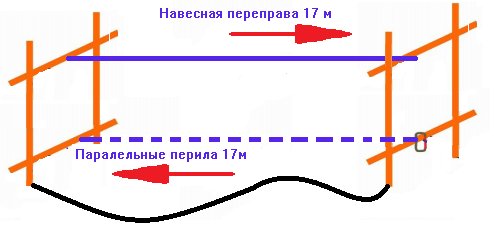 Навесная переправа 17 м
Паралельные перила 17м